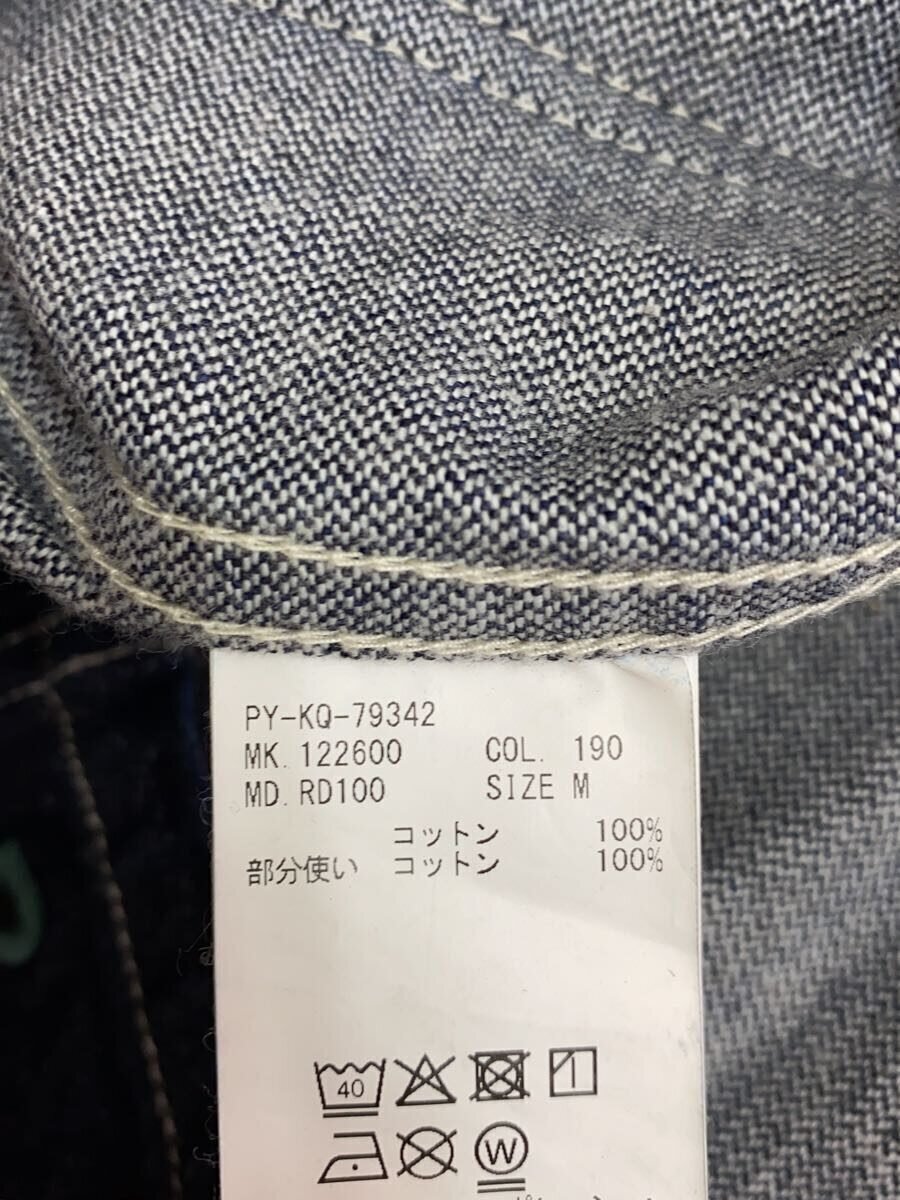 PY-KQ-79342
MK. 122600 COL. 190
MD. RD100 SIZE M
コットン 100%
部分使い コットン 100%
40
W